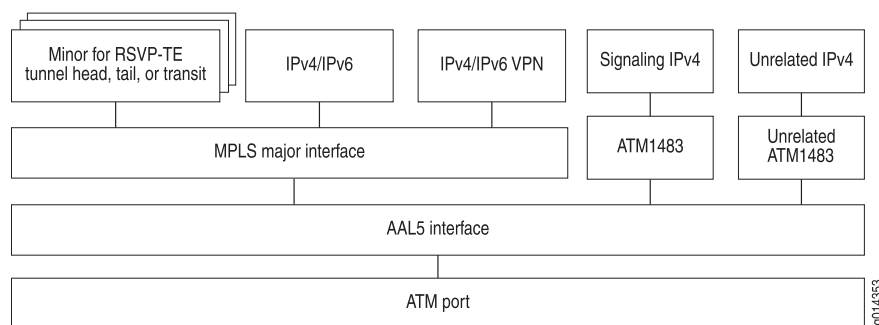 Minor for RSVP-TE
tunnel head, tail, or transit
IPv4/IPv6
IPv4/IPv6 VPN
Signaling IPv4
Unrelated IPv4
MPLS major interface
ATM1483
Unrelated
ATM1483
AAL5 interface
ATM port
g014353